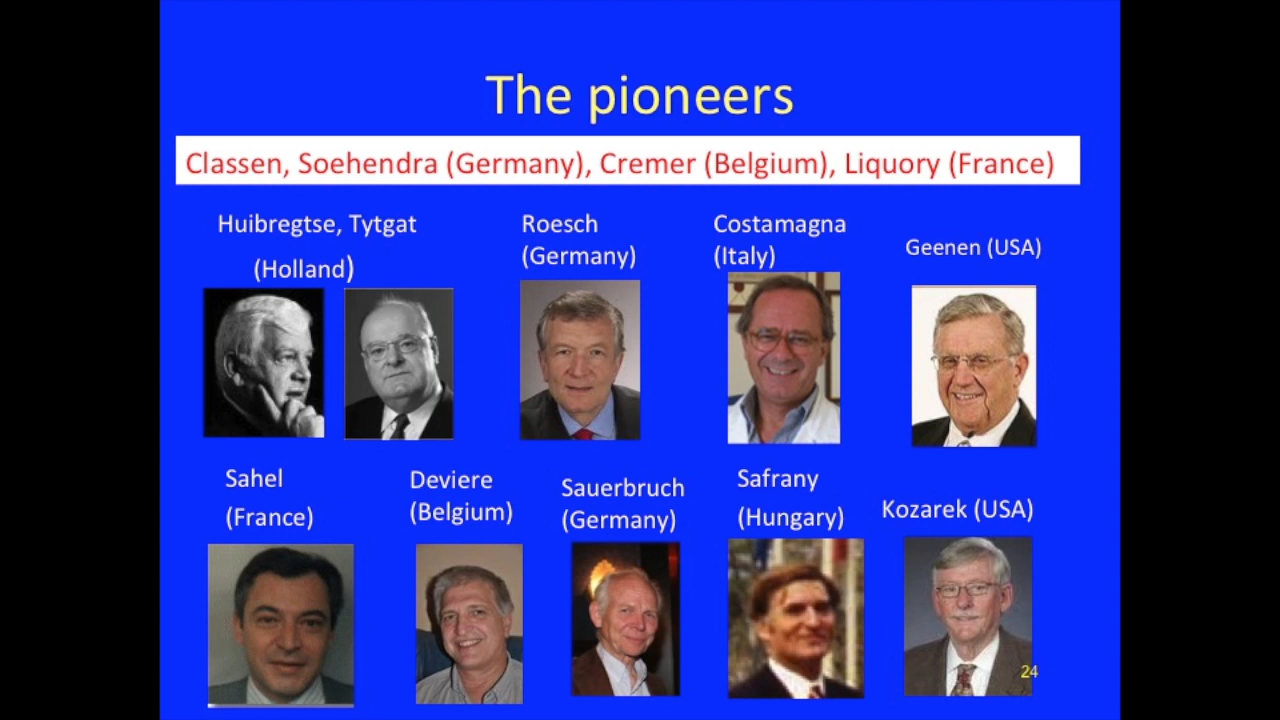 The pioneers
Classen, Soehendra (Germany), Cremer (Belgium), Liquory (France)
Huibregtse, Tytgat
(Holland)
Roesch
(Germany)
Costamagna
(Italy)
Geenen (USA)
Sahel
(France)
Deviere
(Belgium)
Sauerbruch
(Germany)
Safrany
(Hungary)
Kozarek (USA)
24